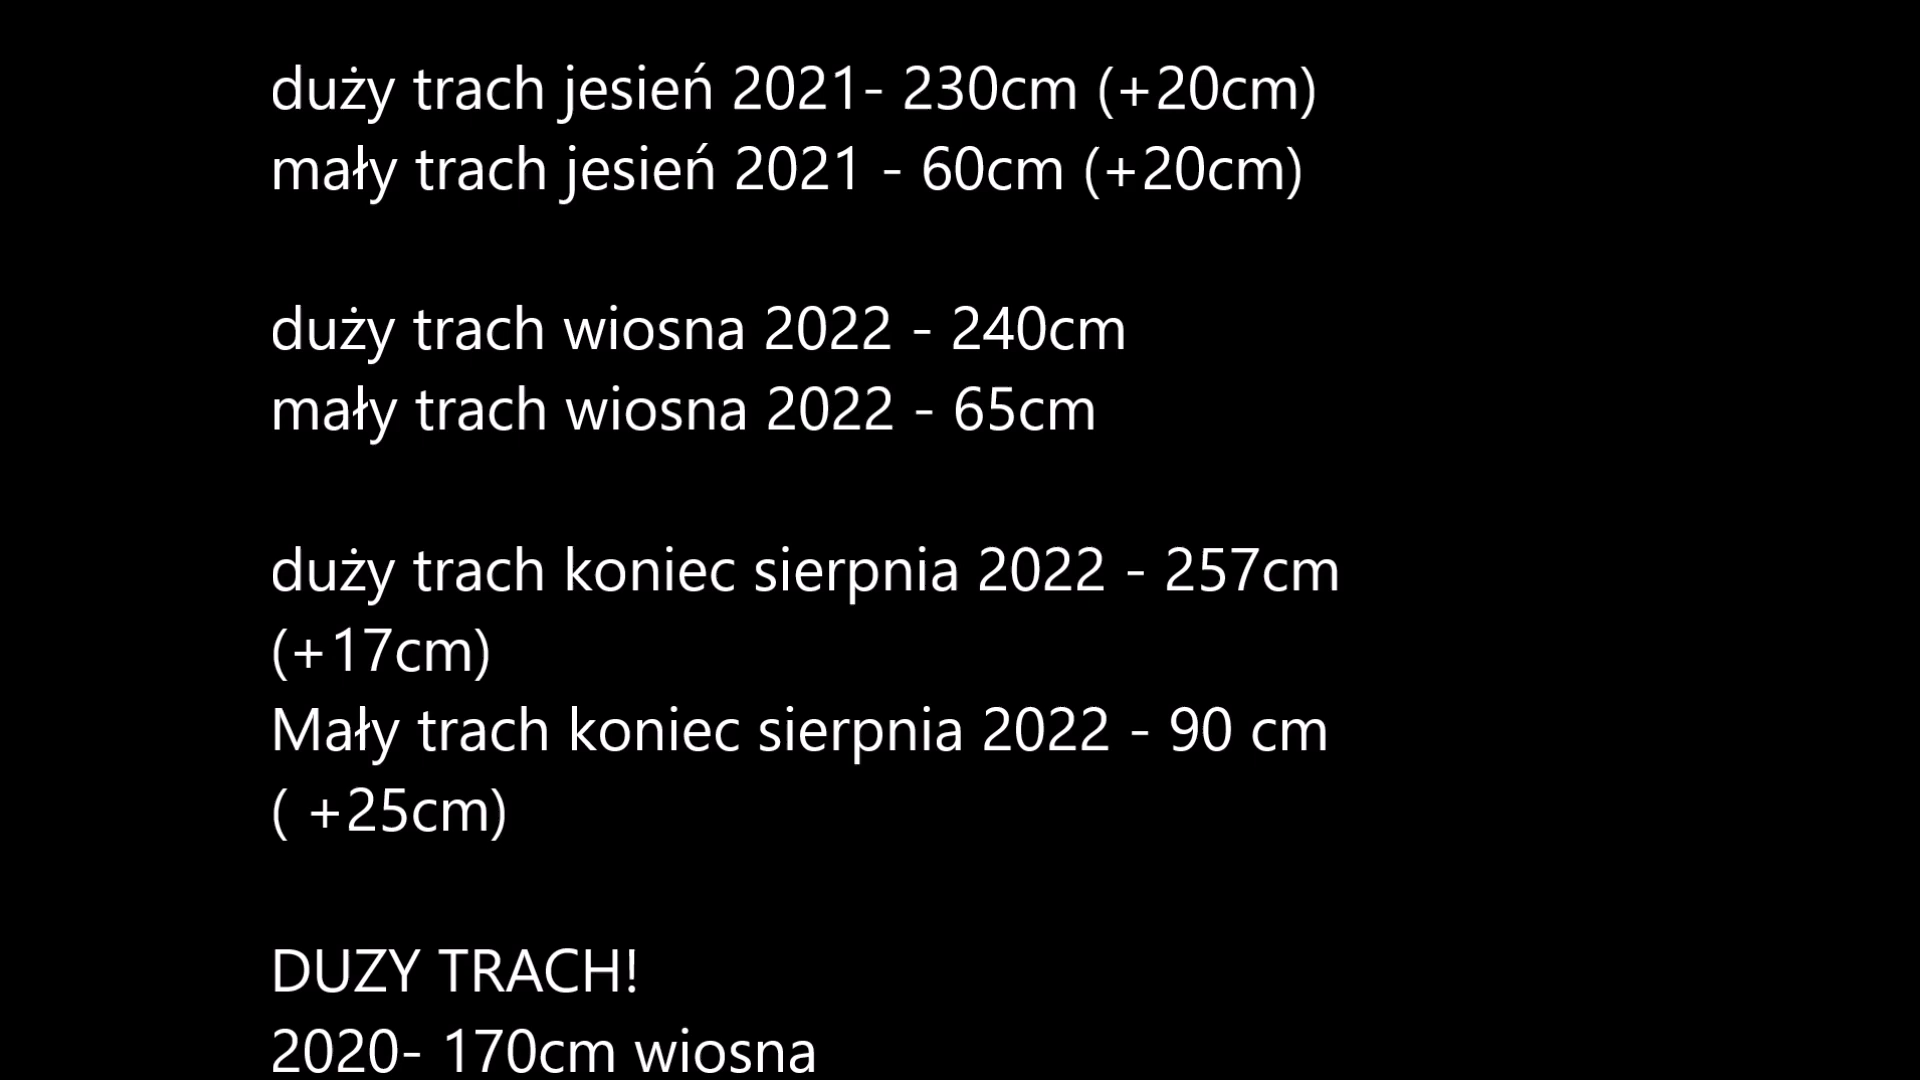 duży trach jesień 2021- 230cm (+20cm)
mały trach jesień 2021 - 60cm (+20cm)
duży trach wiosna 2022 - 240cm
mały trach wiosna 2022 - 65cm
duży trach koniec sierpnia 2022 - 257cm
(+17cm)
Mały trach koniec sierpnia 2022 - 90 cm
( +25cm)
DUZY TRACH!
2020- 170cm wiosna